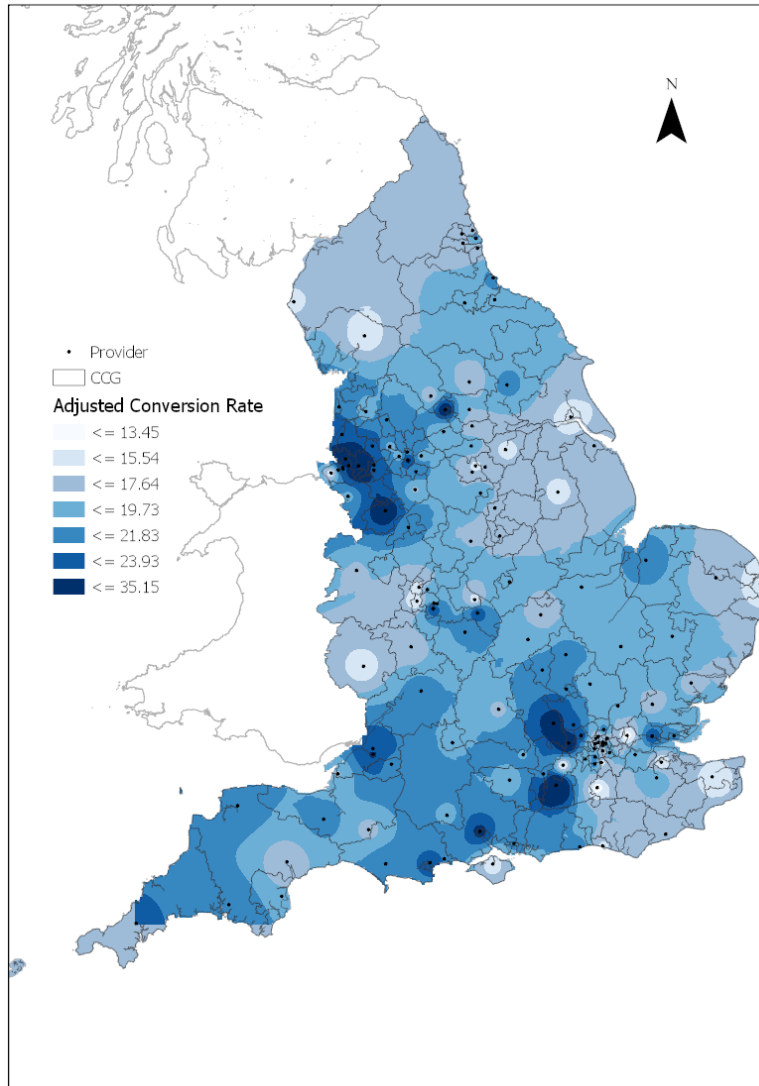 N
Provider
CCG
Adjusted Conversion Rate
<= 13.45
<= 15.54
<= 17.64
<= 19.73
<= 21.83
<= 23.93
<= 35.15